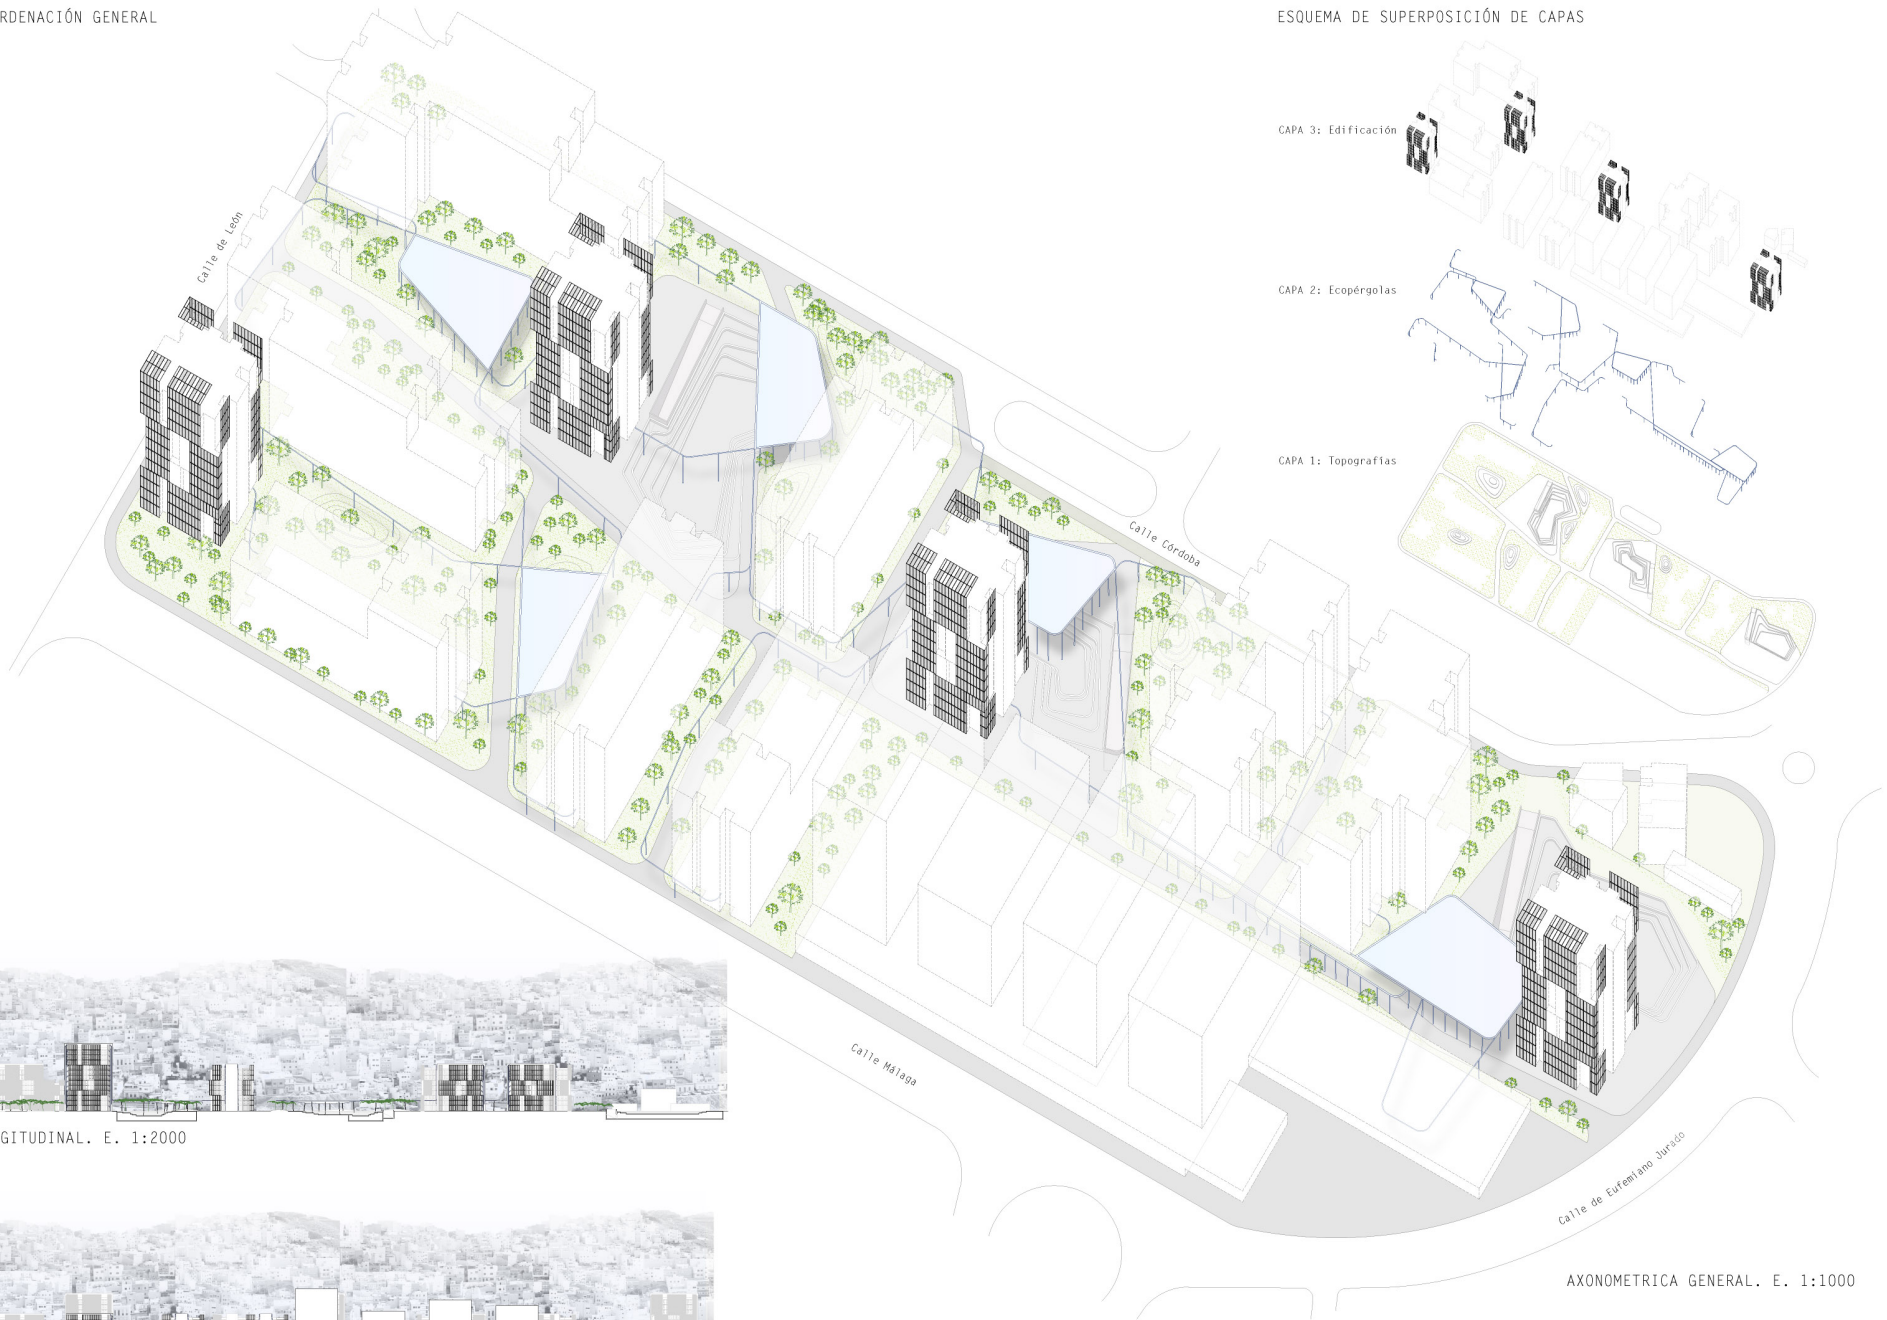 RDENACIÓN GENERAL
ESQUEMA DE SUPERPOSICIÓN DE CAPAS
CAPA 3: Edificación
Calle de León
CAPA 2: Ecopérgolas
CAPA 1: Topografías
Calle Córdoba
Calle Málaga
GITUDINAL. E. 1:2000
Calle de Eufemiano Jurado
AXONOMETRICA GENERAL. E. 1:1000